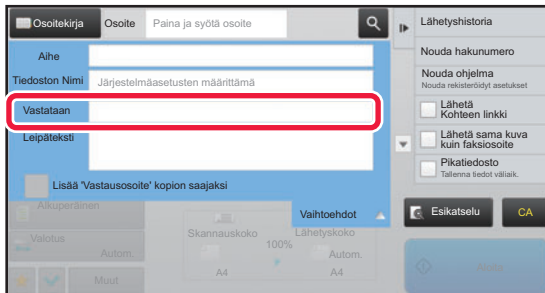 Osoitekirja
Osoite
Paina ja syötä osoite
Aihe
Tiedoston Nimi
Järjestelmäasetusten määrittämä
Vastataan
Leipäteksti
Lisää 'Vastausosoite' kopion saajaksi
Vaihtoehdot
Alkuperäinen
Valotus
Autom.
Muut
Skannauskoko
A4
100%
Lähetyskoko
Autom.
A4
Lähetyshistoria
Nouda hakunumero
Nouda ohjelma
Nouda rekisteröidyt asetukset
Lähetä
Kohteen linkki
Lähetä sama kuva
kuin faksiosoite
Pikatiedosto
Tallenna tiedot väliaik.
Esikatselu
CA
Aloita